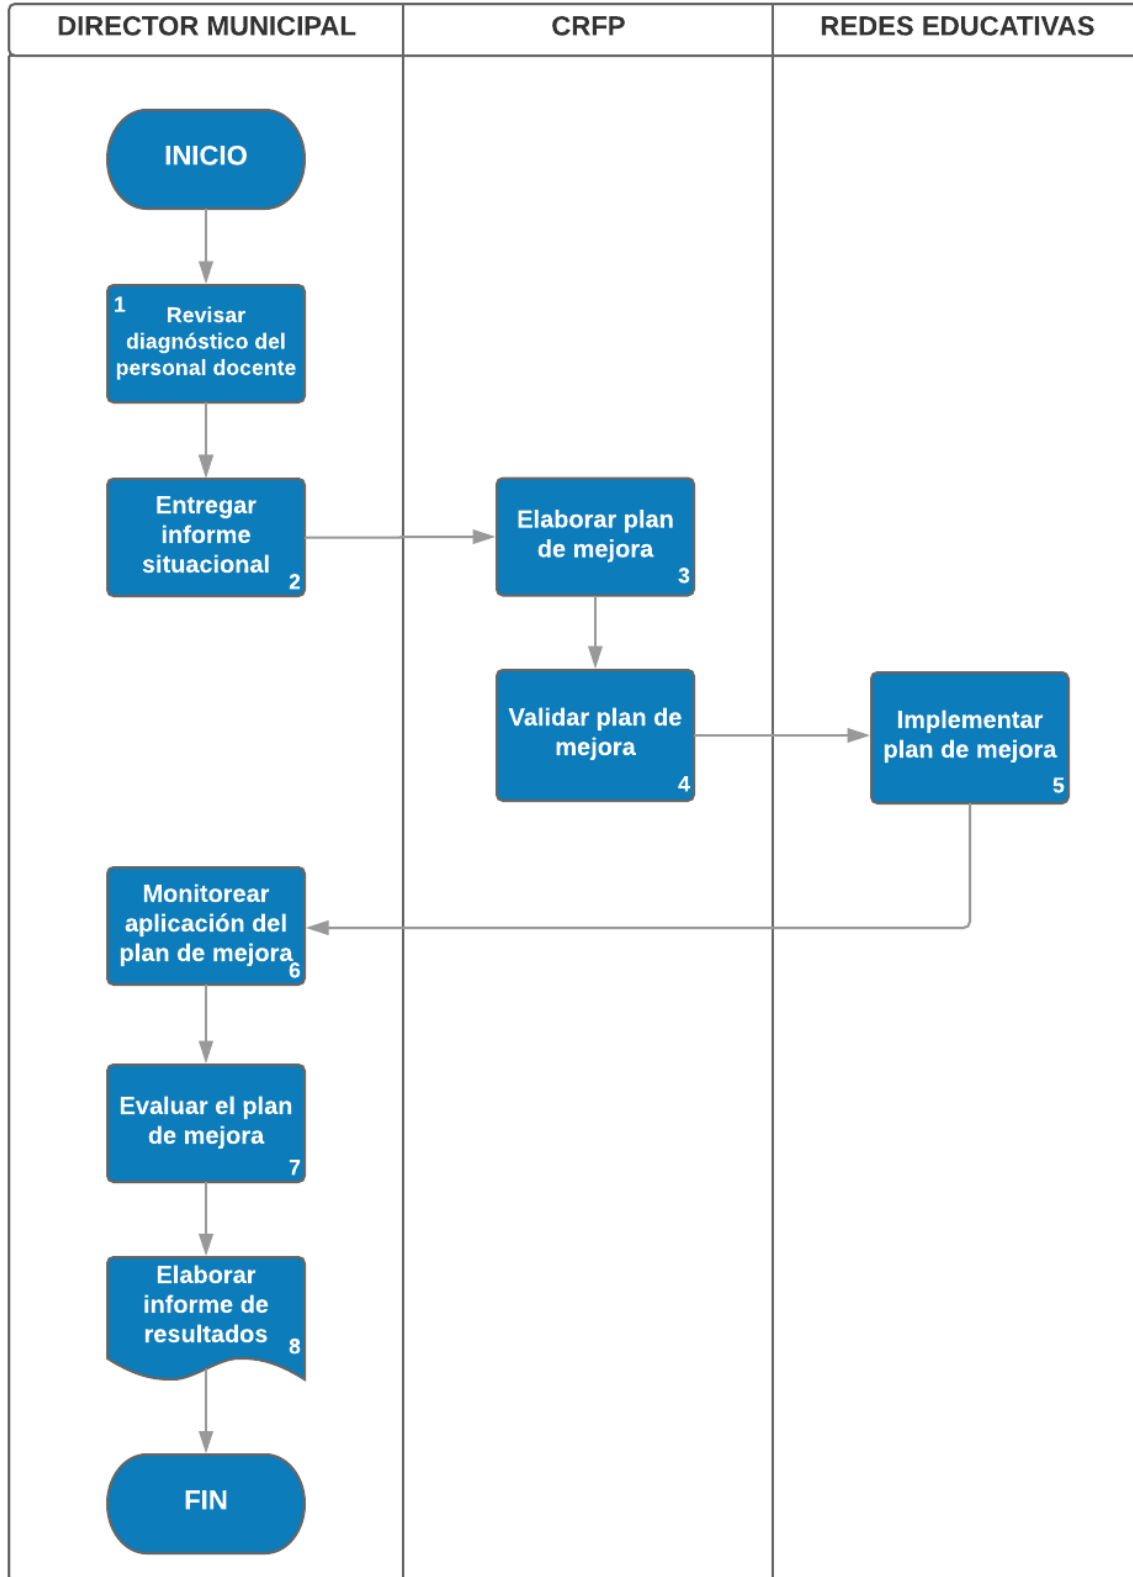 DIRECTOR MUNICIPAL
CRFP
REDES EDUCATIVAS
INICIO
1
Revisar
diagnóstico del
personal docente
Entregar
informe
situacional
2
Elaborar plan
de mejora
3
Validar plan de
mejora
4
Implementar
plan de mejora
5
Monitorear
aplicación del
plan de mejora
6
Evaluar el plan
de mejora
7
Elaborar
informe de
resultados
8
FIN